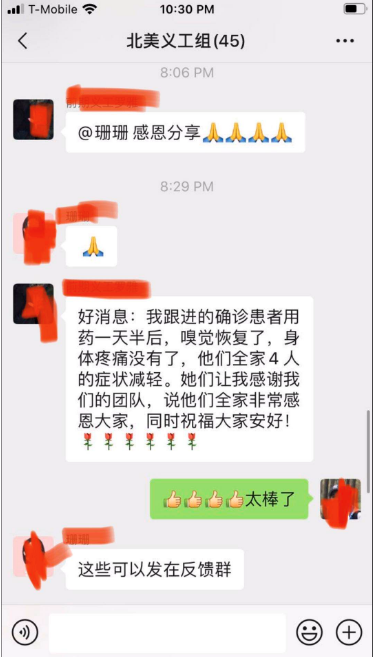 T-Mobile 10:30 PM
北美义工组(45)
8:06 PM
@珊珊 感恩分享🙏🙏🙏🙏
8:29 PM
珊珊
🙏
好消息：我跟进的确诊患者用
药一天半后，嗅觉恢复了，身
体疼痛没有了，他们全家4人
的症状减轻。她们让我感谢我
们的团队，说他们全家非常感
恩大家，同时祝福大家安好！
🌹🌹🌹🌹🌹🌹
👍👍👍👍太棒了
珊珊
这些可以发在反馈群